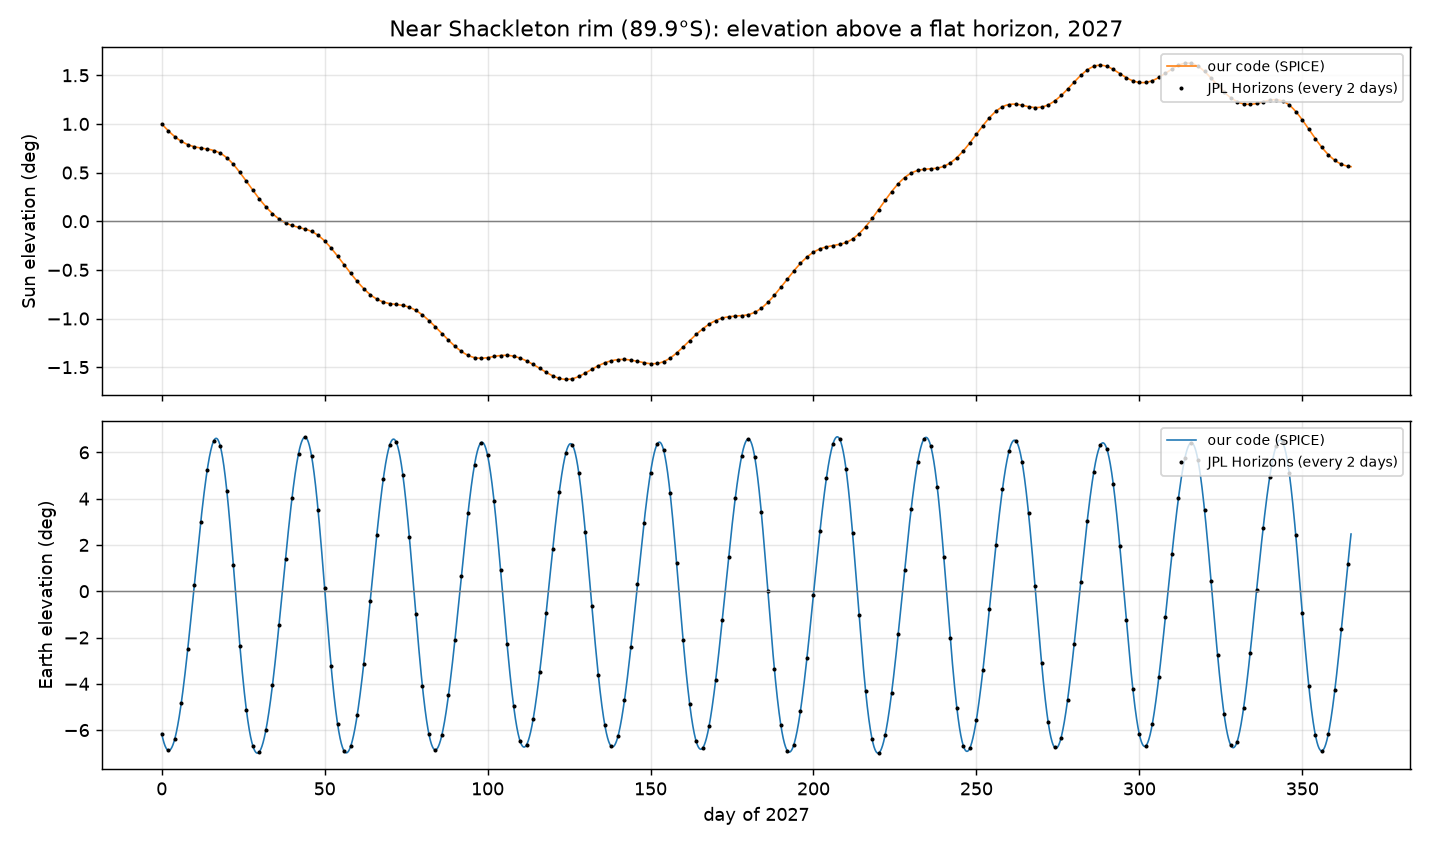 Near Shackleton rim (89.9°S): elevation above a flat horizon, 2027
our code (SPICE)
JPL Horizons (every 2 days)
Sun elevation (deg)
1.5
1.0
0.5
0.0
−0.5
−1.0
−1.5
our code (SPICE)
JPL Horizons (every 2 days)
Earth elevation (deg)
6
4
2
0
−2
−4
−6
0 50 100 150 200 250 300 350
day of 2027